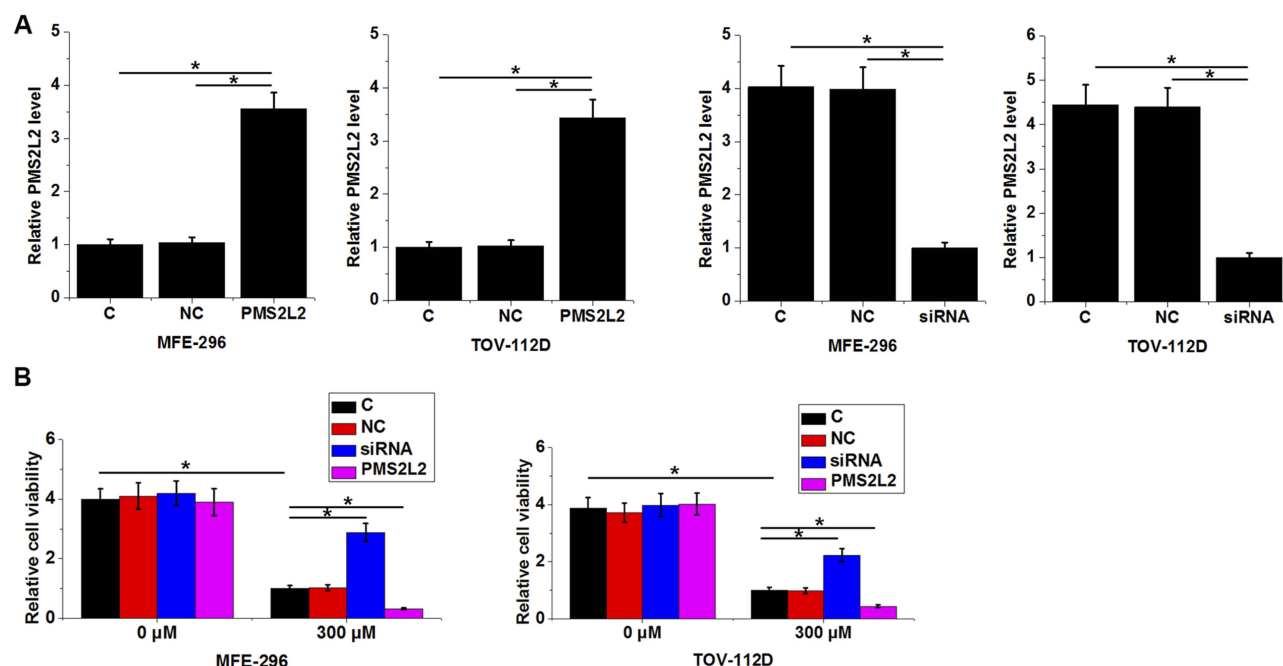 A
Relative PMS2L2 level
5
4
3
2
1
0
*
*
C NC PMS2L2
MFE-296
Relative PMS2L2 level
5
4
3
2
1
0
*
*
C NC PMS2L2
TOV-112D
Relative PMS2L2 level
5
4
3
2
1
0
*
*
C NC siRNA
MFE-296
Relative PMS2L2 level
6
5
4
3
2
1
0
*
*
C NC siRNA
TOV-112D
B
C
NC
siRNA
PMS2L2
Relative cell viability
6
4
2
0
*
*
*
0 µM 300 µM
MFE-296
C
NC
siRNA
PMS2L2
Relative cell viability
6
4
2
0
*
*
*
0 µM 300 µM
TOV-112D